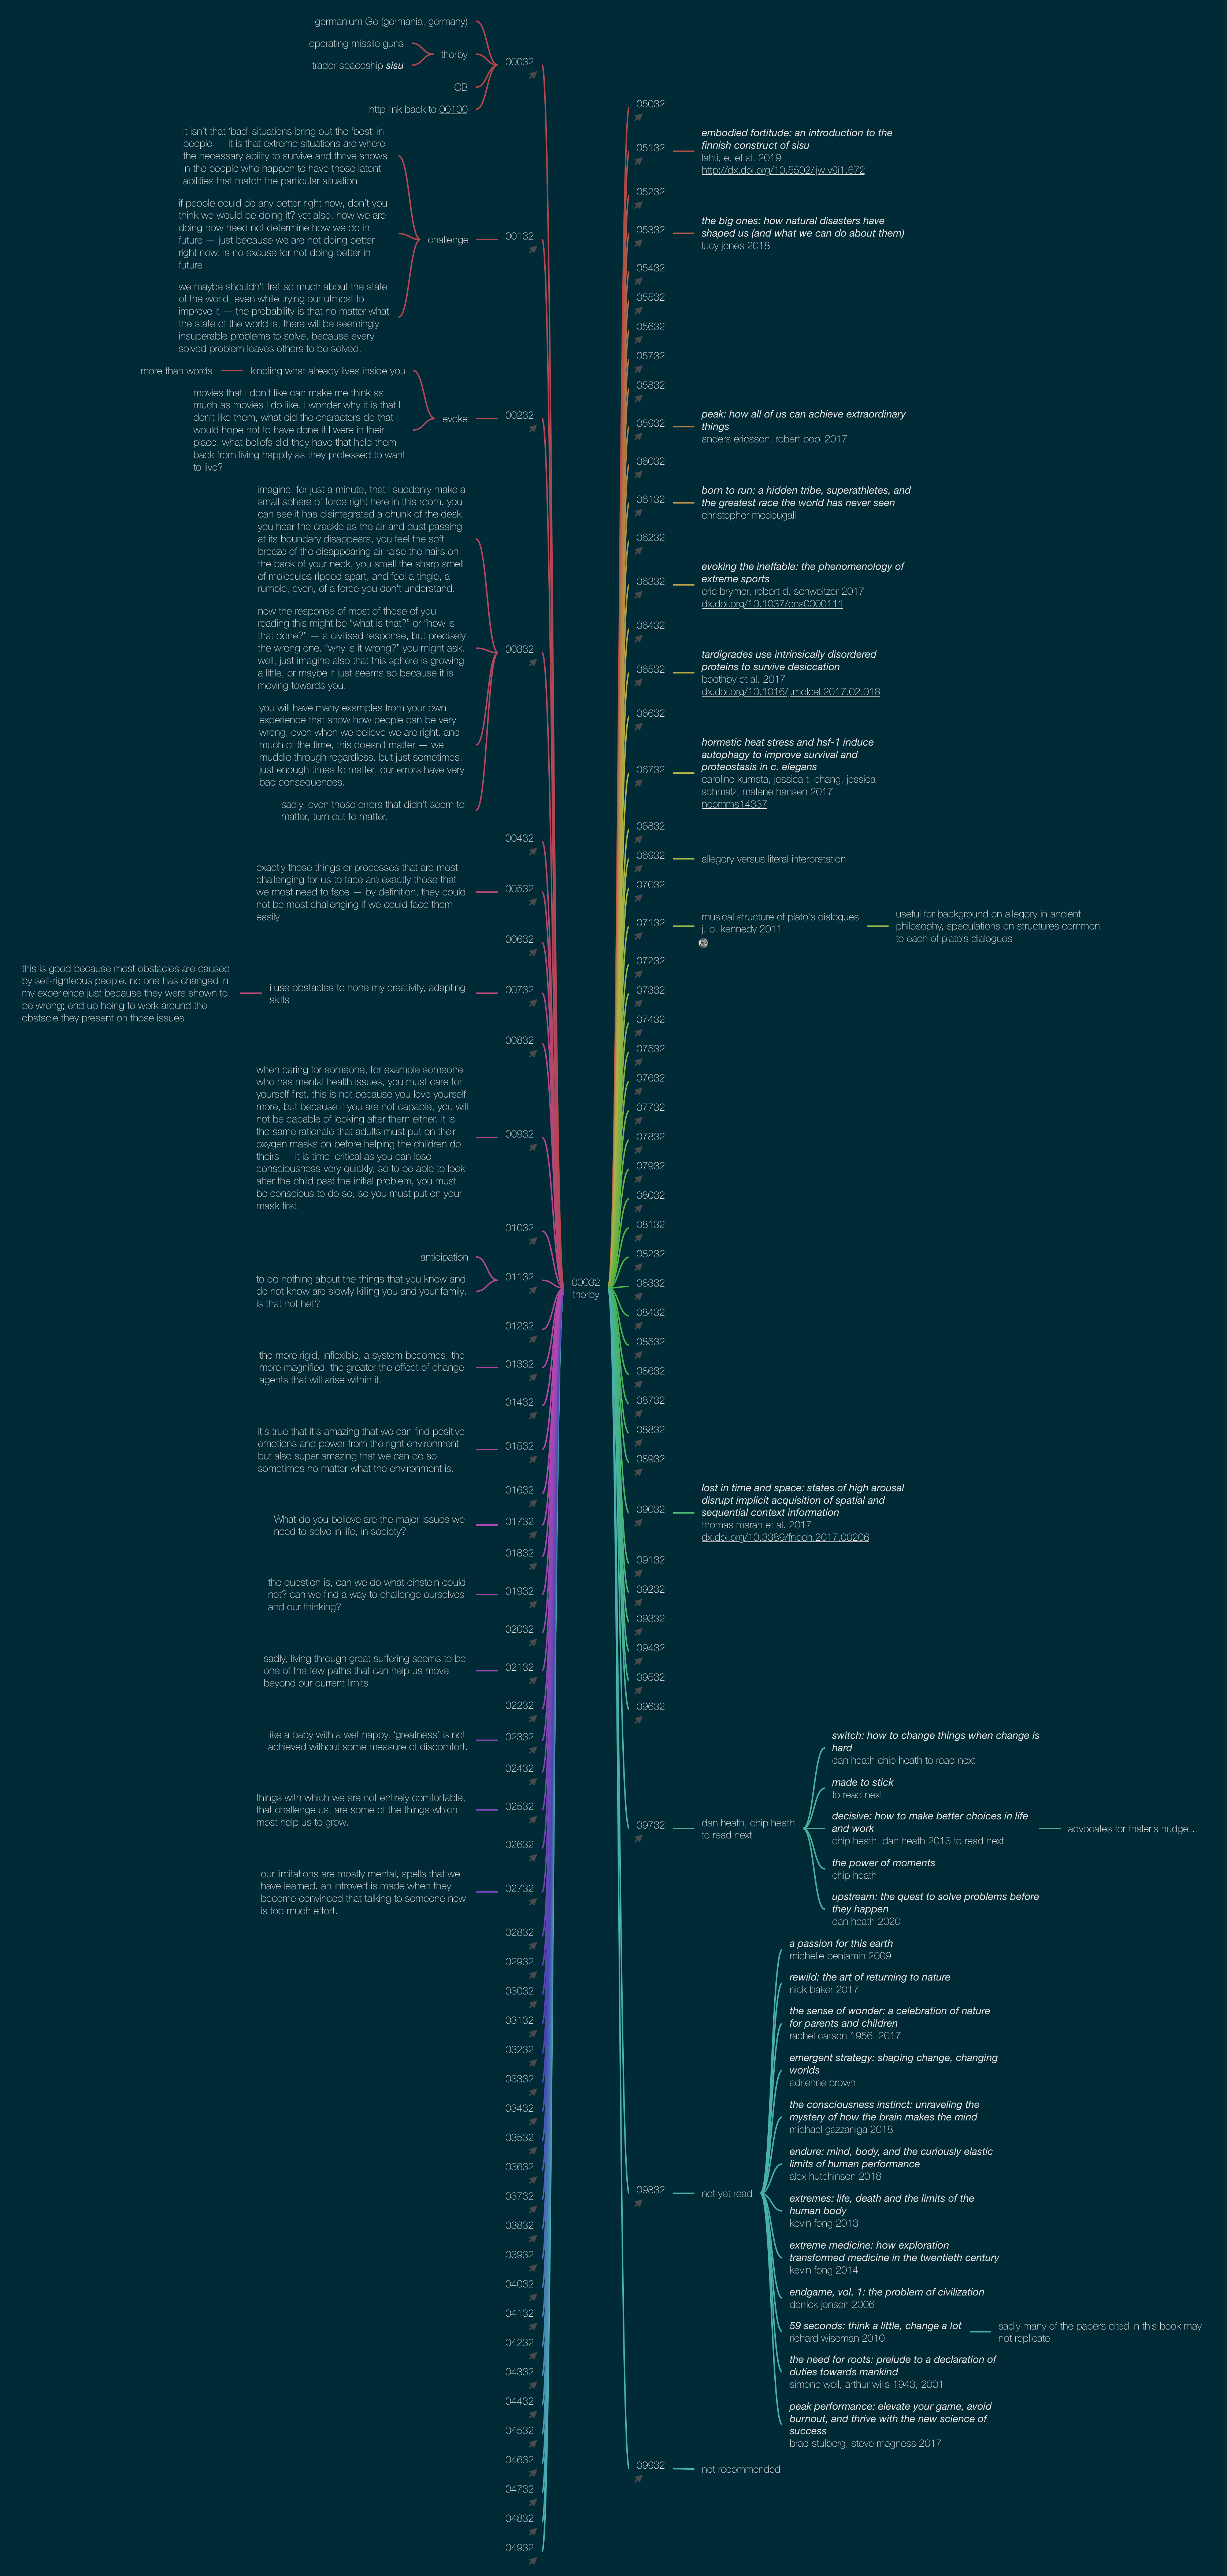 germanium Ge (germania, germany)
operating missile guns
trader spaceship sisu
thorby
CB
http link back to 00100
00032
it isn't that 'bad' situations bring out the 'best' in
people — it is that extreme situations are where
the necessary ability to survive and thrive shows
in the people who happen to have those latent
abilities that match the particular situation
if people could do any better right now, don't you
think we would be doing it? yet also, how we are
doing now need not determine how we do in
future — just because we are not doing better
right now, is no excuse for not doing better in
future
we maybe shouldn't fret so much about the state
of the world, even while trying our utmost to
improve it — the probability is that no matter what
the state of the world is, there will be seemingly
insuperable problems to solve, because every
solved problem leaves others to be solved.
challenge
00132
more than words
kindling what already lives inside you
movies that i don't like can make me think as
much as movies I do like. I wonder why it is that I
don't like them, what did the characters do that I
would hope not to have done if I were in their
place. what beliefs did they have that held them
back from living happily as they professed to want
to live?
evoke
00232
imagine, for just a minute, that I suddenly make a
small sphere of force right here in this room. you
can see it has disintegrated a chunk of the desk.
you hear the crackle as the air and dust passing
at its boundary disappears, you feel the soft
breeze of the disappearing air raise the hairs on
the back of your neck, you smell the sharp smell
of molecules ripped apart, and feel a tingle, a
rumble, even, of a force you don't understand.
now the response of most of those of you
reading this might be "what is that?" or "how is
that done?" — a civilised response, but precisely
the wrong one. "why is it wrong?" you might ask.
well, just imagine also that this sphere is growing
a little, or maybe it just seems so because it is
moving towards you.
you will have many examples from your own
experience that show how people can be very
wrong, even when we believe we are right. and
much of the time, this doesn't matter — we
muddle through regardless. but just sometimes,
just enough times to matter, our errors have very
bad consequences.
sadly, even those errors that didn't seem to
matter, turn out to matter.
00332
00432
exactly those things or processes that are most
challenging for us to face are exactly those that
we most need to face — by definition, they could
not be most challenging if we could face them
easily
00532
00632
this is good because most obstacles are caused
by self-righteous people. no one has changed in
my experience just because they were shown to
be wrong; end up hbing to work around the
obstacle they present on those issues
i use obstacles to hone my creativity, adapting
skills
00732
00832
when caring for someone, for example someone
who has mental health issues, you must care for
yourself first. this is not because you love yourself
more, but because if you are not capable, you will
not be capable of looking after them either. it is
the same rationale that adults must put on their
oxygen masks on before helping the children do
theirs — it is time–critical as you can lose
consciousness very quickly, so to be able to look
after the child past the initial problem, you must
be conscious to do so, so you must put on your
mask first.
00932
01032
anticipation
to do nothing about the things that you know and
do not know are slowly killing you and your family.
is that not hell?
01132
01232
the more rigid, inflexible, a system becomes, the
more magnified, the greater the effect of change
agents that will arise within it.
01332
01432
it's true that it's amazing that we can find positive
emotions and power from the right environment
but also super amazing that we can do so
sometimes no matter what the environment is.
01532
01632
What do you believe are the major issues we
need to solve in life, in society?
01732
01832
the question is, can we do what einstein could
not? can we find a way to challenge ourselves
and our thinking?
01932
02032
sadly, living through great suffering seems to be
one of the few paths that can help us move
beyond our current limits
02132
02232
like a baby with a wet nappy, 'greatness' is not
achieved without some measure of discomfort.
02332
02432
things with which we are not entirely comfortable,
that challenge us, are some of the things which
most help us to grow.
02532
02632
our limitations are mostly mental, spells that we
have learned. an introvert is made when they
become convinced that talking to someone new
is too much effort.
02732
02832
02932
03032
03132
03232
03332
03432
03532
03632
03732
03832
03932
04032
04132
04232
04332
04432
04532
04632
04732
04832
04932
00032
thorby
05032
05132
embodied fortitude: an introduction to the
finnish construct of sisu
lahti, e. et al. 2019
http://dx.doi.org/10.5502/ijw.v9i1.672
05232
05332
the big ones: how natural disasters have
shaped us (and what we can do about them)
lucy jones 2018
05432
05532
05632
05732
05832
05932
peak: how all of us can achieve extraordinary
things
anders ericsson, robert pool 2017
06032
06132
born to run: a hidden tribe, superathletes, and
the greatest race the world has never seen
christopher mcdougall
06232
06332
evoking the ineffable: the phenomenology of
extreme sports
eric brymer, robert d. schweitzer 2017
dx.doi.org/10.1037/cns0000111
06432
06532
tardigrades use intrinsically disordered
proteins to survive desiccation
boothby et al. 2017
dx.doi.org/10.1016/j.molcel.2017.02.018
06632
06732
hormetic heat stress and hsf-1 induce
autophagy to improve survival and
proteostasis in c. elegans
caroline kumsta, jessica t. chang, jessica
schmalz, malene hansen 2017
ncomms14337
06832
06932
allegory versus literal interpretation
07032
07132
musical structure of plato's dialogues
j. b. kennedy 2011
useful for background on allegory in ancient
philosophy, speculations on structures common
to each of plato's dialogues
07232
07332
07432
07532
07632
07732
07832
07932
08032
08132
08232
08332
08432
08532
08632
08732
08832
08932
09032
lost in time and space: states of high arousal
disrupt implicit acquisition of spatial and
sequential context information
thomas maran et al. 2017
dx.doi.org/10.3389/fnbeh.2017.00206
09132
09232
09332
09432
09532
09632
09732
dan heath, chip heath
to read next
switch: how to change things when change is
hard
dan heath chip heath to read next
made to stick
to read next
decisive: how to make better choices in life
and work
chip heath, dan heath 2013 to read next
advocates for thaler's nudge…
the power of moments
chip heath
upstream: the quest to solve problems before
they happen
dan heath 2020
09832
not yet read
a passion for this earth
michelle benjamin 2009
rewild: the art of returning to nature
nick baker 2017
the sense of wonder: a celebration of nature
for parents and children
rachel carson 1956, 2017
emergent strategy: shaping change, changing
worlds
adrienne brown
the consciousness instinct: unraveling the
mystery of how the brain makes the mind
michael gazzaniga 2018
endure: mind, body, and the curiously elastic
limits of human performance
alex hutchinson 2018
extremes: life, death and the limits of the
human body
kevin fong 2013
extreme medicine: how exploration
transformed medicine in the twentieth century
kevin fong 2014
endgame, vol. 1: the problem of civilization
derrick jensen 2006
59 seconds: think a little, change a lot
richard wiseman 2010
sadly many of the papers cited in this book may
not replicate
the need for roots: prelude to a declaration of
duties towards mankind
simone weil, arthur wills 1943, 2001
peak performance: elevate your game, avoid
burnout, and thrive with the new science of
success
brad stulberg, steve magness 2017
09932
not recommended